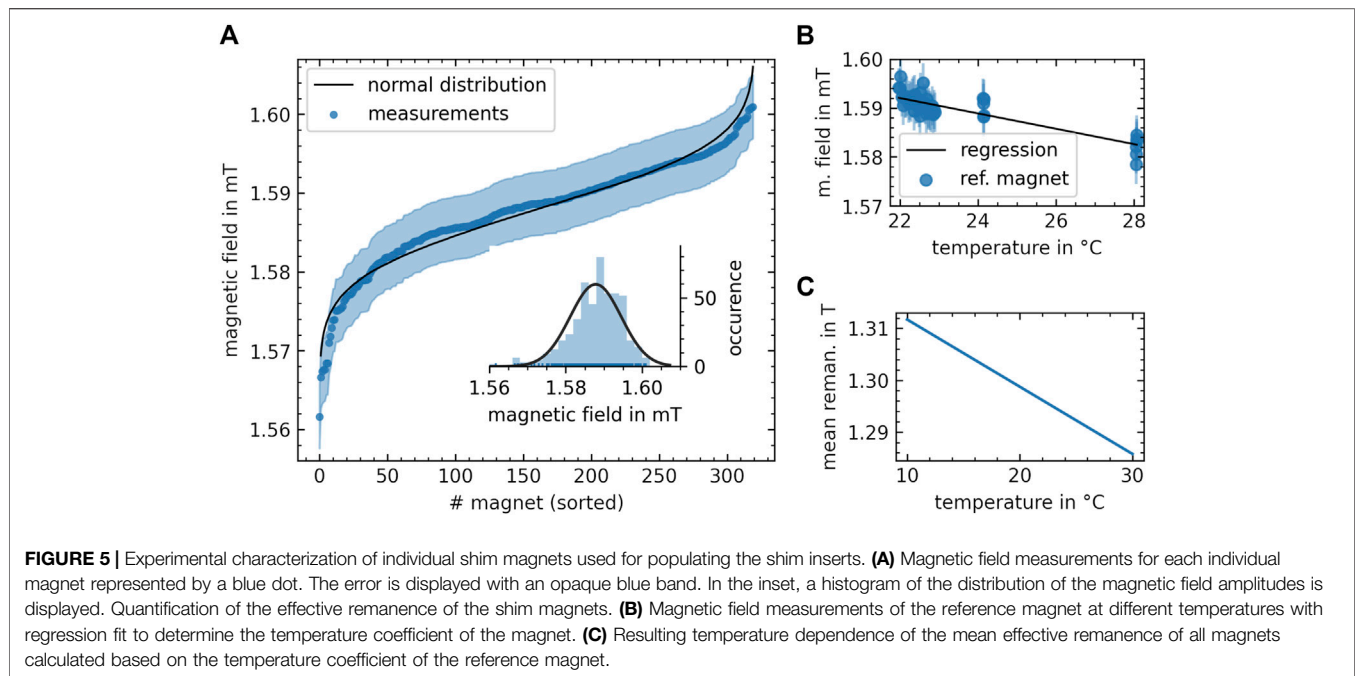 A
normal distribution
measurements
magnetic field in mT
1.60
1.59
1.58
1.57
1.56
0 50 100 150 200 250 300
# magnet (sorted)
50
0
occurence
1.56 1.58 1.60
magnetic field in mT
B
m. field in mT
1.60
1.59
1.58
1.57
regression
ref. magnet
22 24 26 28
temperature in °C
C
mean reman. in T
1.31
1.30
1.29
10 20 30
temperature in °C
FIGURE 5 | Experimental characterization of individual shim magnets used for populating the shim inserts. (A) Magnetic field measurements for each individual
magnet represented by a blue dot. The error is displayed with an opaque blue band. In the inset, a histogram of the distribution of the magnetic field amplitudes is
displayed. Quantification of the effective remanence of the shim magnets. (B) Magnetic field measurements of the reference magnet at different temperatures with
regression fit to determine the temperature coefficient of the magnet. (C) Resulting temperature dependence of the mean effective remanence of all magnets
calculated based on the temperature coefficient of the reference magnet.